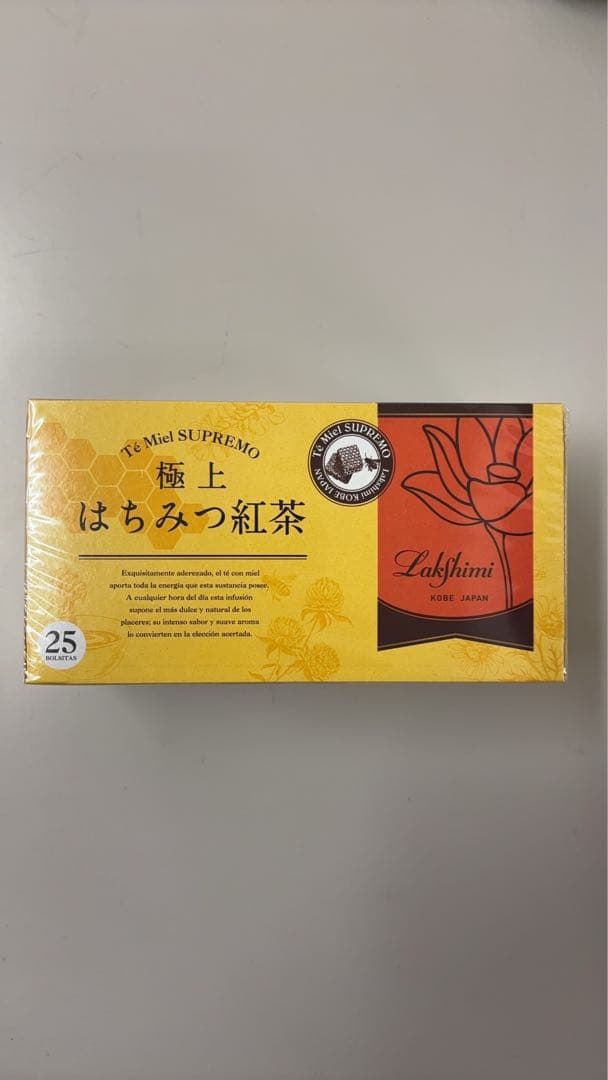 Té Miel SUPREMO
極上
はちみつ紅茶
Exquisitamente aderezado, el té con miel
aporta toda la energía que esta sustancia posee.
A cualquier hora del día esta infusión
supone el más dulce y natural de los
placeres; su intenso sabor y suave aroma
lo convierten en la elección acertada.
25
BOLSITAS
Té Miel SUPREMO
Lakshimi KOBE JAPAN
Lakshimi
KOBE JAPAN